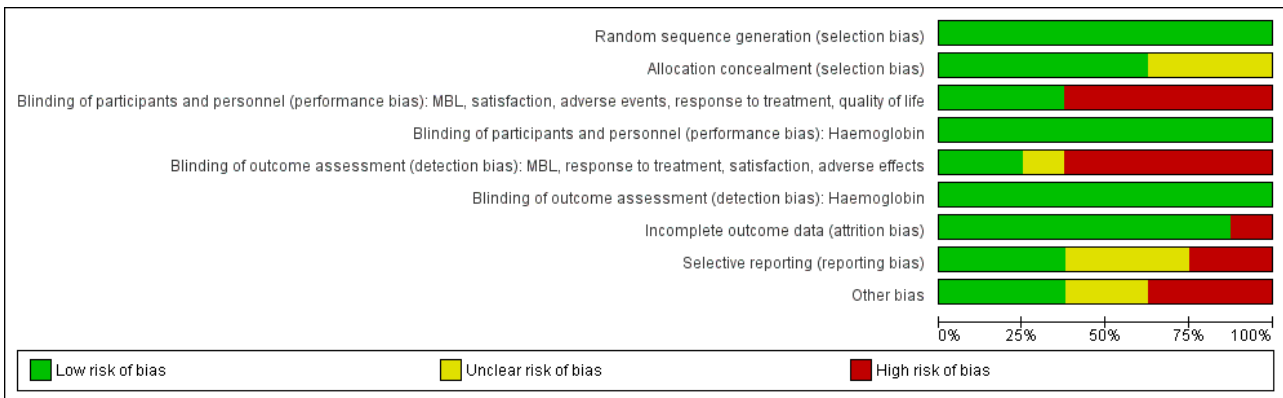 Random sequence generation (selection bias)
Allocation concealment (selection bias)
Blinding of participants and personnel (performance bias): MBL, satisfaction, adverse events, response to treatment, quality of life
Blinding of participants and personnel (performance bias): Haemoglobin
Blinding of outcome assessment (detection bias): MBL, response to treatment, satisfaction, adverse effects
Blinding of outcome assessment (detection bias): Haemoglobin
Incomplete outcome data (attrition bias)
Selective reporting (reporting bias)
Other bias
0% 25% 50% 75% 100%
Low risk of bias Unclear risk of bias High risk of bias